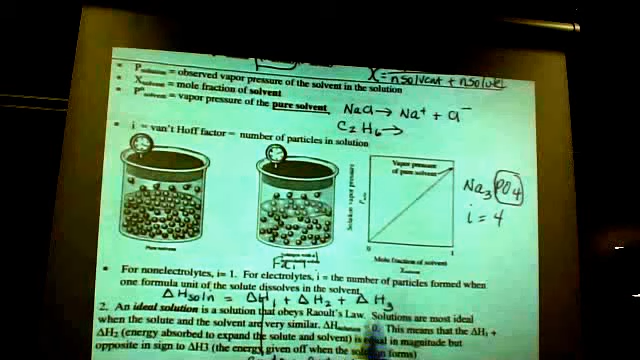 X = nsolvent + nsolute
• Psolution = observed vapor pressure of the solvent in the solution
• Xsolvent = mole fraction of solvent
• P°solvent = vapor pressure of the pure solvent
NaCl → Na+ + Cl−
C2H6 →
• i = van't Hoff factor = number of particles in solution
Vapor pressure
of pure solvent
Solution vapor pressure
0
1
Mole fraction of solvent
Xsolvent
Na3PO4
i = 4
Pure solvent
• For nonelectrolytes, i= 1. For electrolytes, i = the number of particles formed when
one formula unit of the solute dissolves in the solvent.
ΔHsoln = ΔH1 + ΔH2 + ΔH3
2. An ideal solution is a solution that obeys Raoult's Law. Solutions are most ideal
when the solute and the solvent are very similar. ΔHsolution = 0. This means that the ΔH1 +
ΔH2 (energy absorbed to expand the solute and solvent) is equal in magnitude but
opposite in sign to ΔH3 (the energy given off when the solution forms)